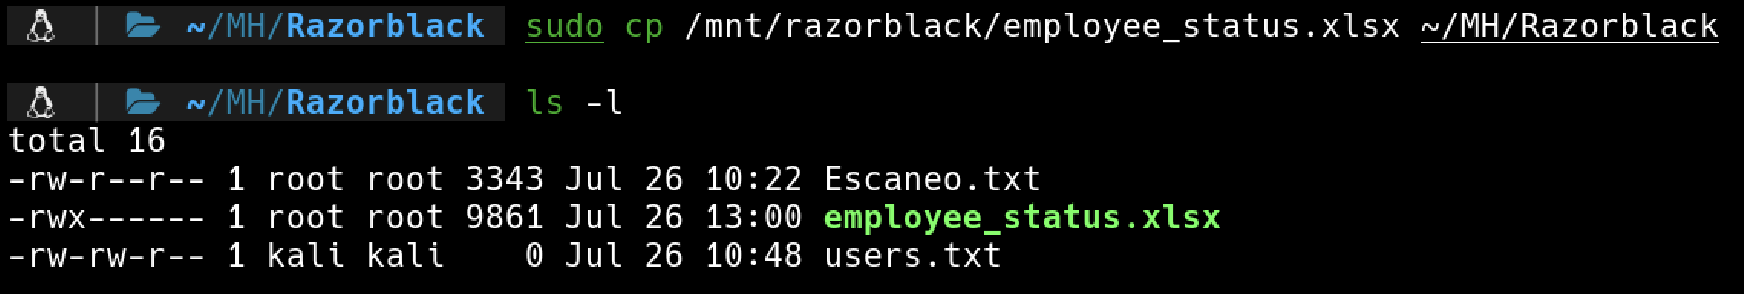 ~/MH/Razorblack sudo cp /mnt/razorblack/employee_status.xlsx ~/MH/Razorblack
~/MH/Razorblack ls -l
total 16
-rw-r--r-- 1 root root 3343 Jul 26 10:22 Escaneo.txt
-rwx------ 1 root root 9861 Jul 26 13:00 employee_status.xlsx
-rw-rw-r-- 1 kali kali    0 Jul 26 10:48 users.txt